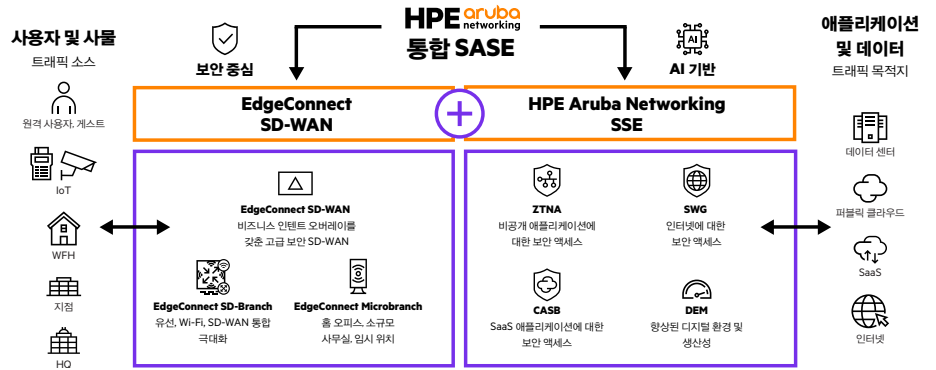 HPE aruba
networking
통합 SASE
보안 중심
AI
AI 기반
사용자 및 사물
트래픽 소스
원격 사용자, 게스트
IoT
WFH
지점
HQ
EdgeConnect
SD-WAN
HPE Aruba Networking
SSE
EdgeConnect SD-WAN
비즈니스 인텐트 오버레이를
갖춘 고급 보안 SD-WAN
EdgeConnect SD-Branch
유선, Wi-Fi, SD-WAN 통합
극대화
EdgeConnect Microbranch
홈 오피스, 소규모
사무실, 임시 위치
ZTNA
비공개 애플리케이션에
대한 보안 액세스
SWG
인터넷에 대한
보안 액세스
CASB
SaaS 애플리케이션에 대한
보안 액세스
DEM
향상된 디지털 환경 및
생산성
애플리케이션
및 데이터
트래픽 목적지
데이터 센터
퍼블릭 클라우드
SaaS
인터넷